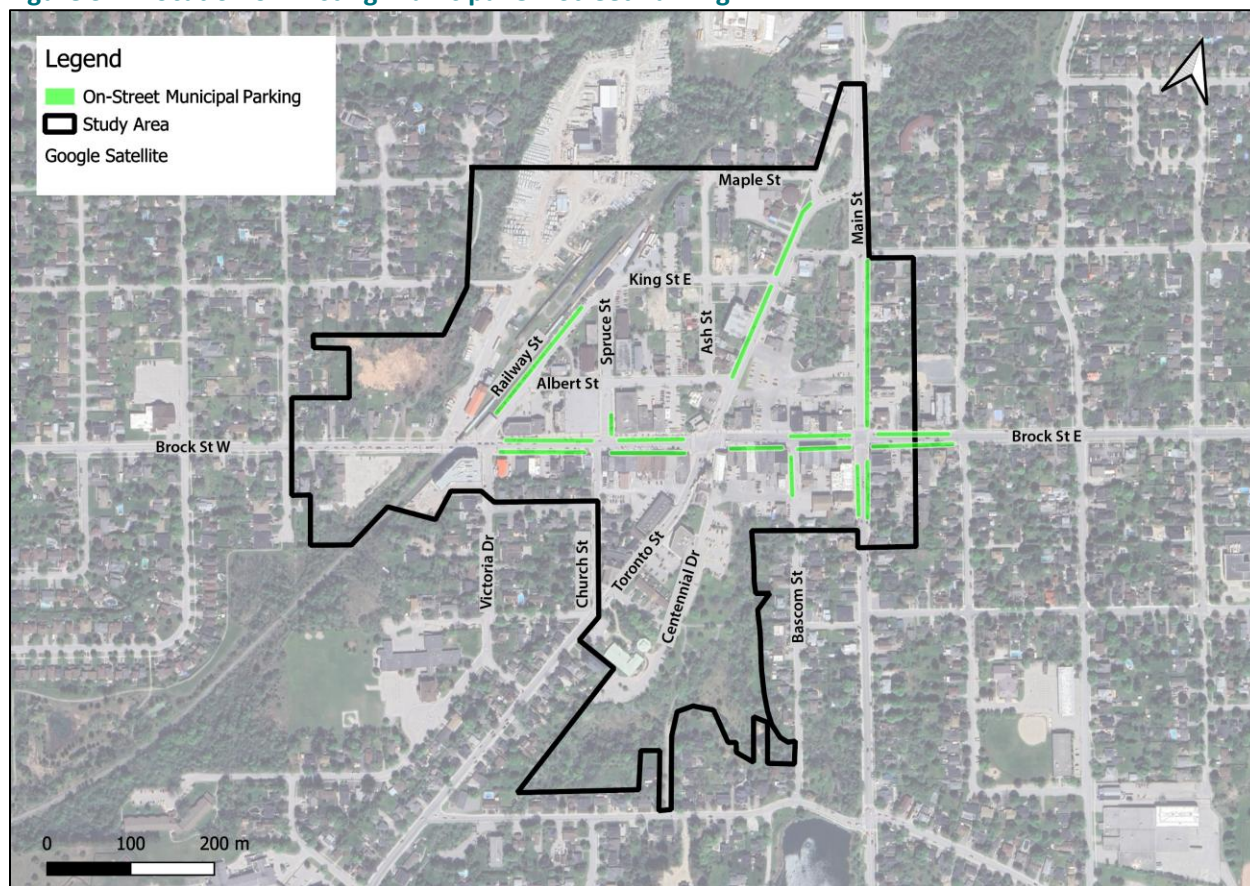 Legend
On-Street Municipal Parking
Study Area
Google Satellite
Maple St
Main St
King St E
Spruce St
Ash St
Railway St
Albert St
Brock St W
Brock St E
Victoria Dr
Church St
Toronto St
Centennial Dr
Bascom St
0 100 200 m